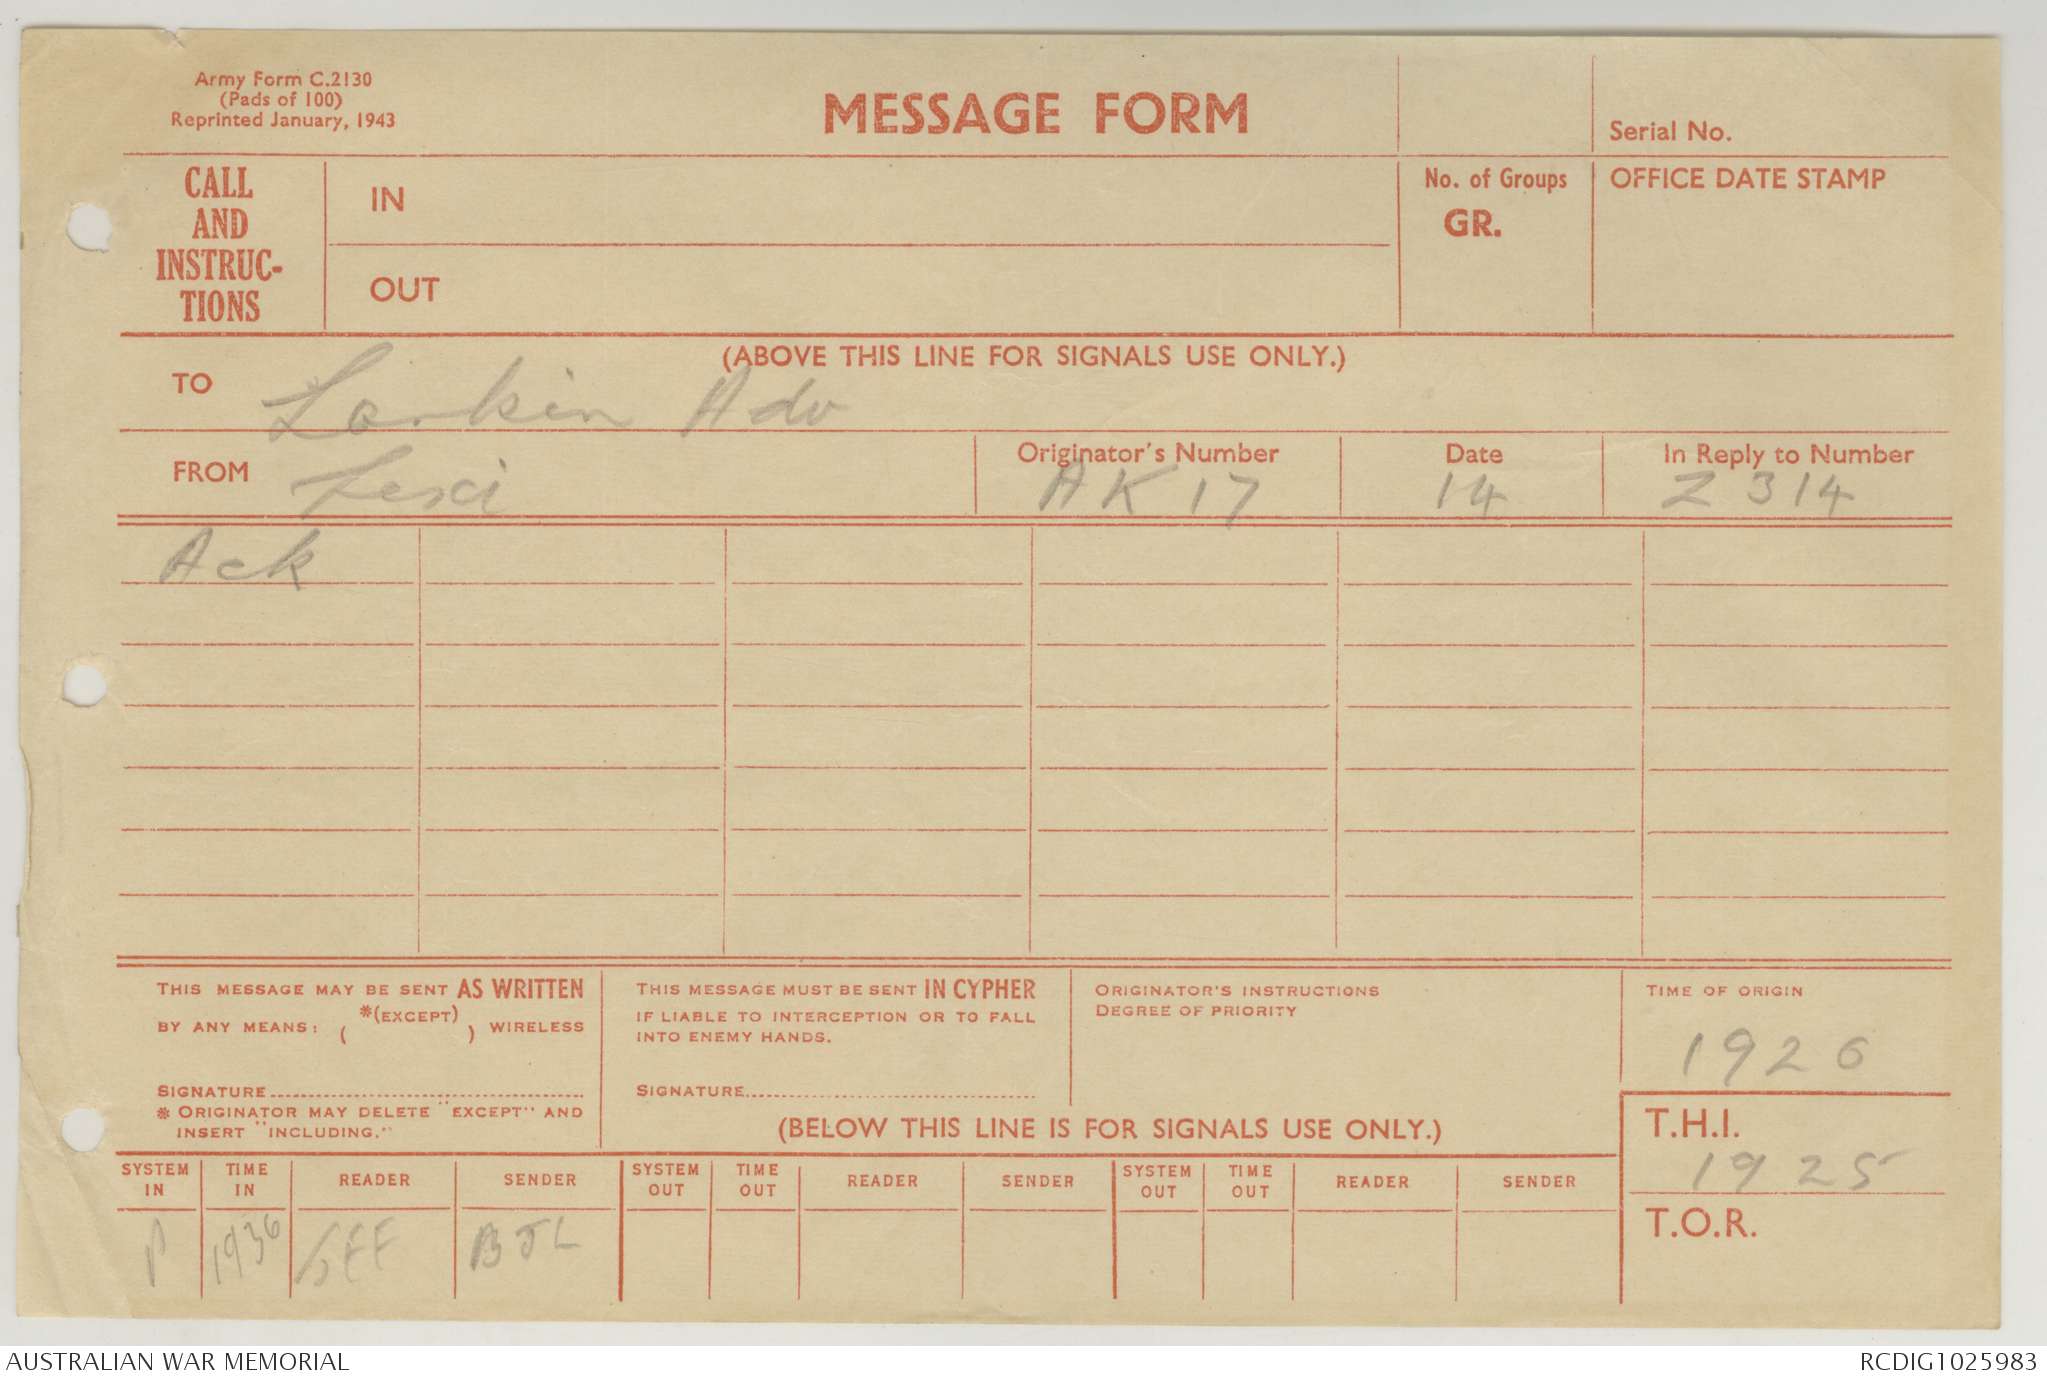 Army Form C.2130
(Pads of 100)
Reprinted January, 1943
MESSAGE FORM
Serial No.
CALL
AND
INSTRUC-
TIONS
IN
OUT
No. of Groups
GR.
OFFICE DATE STAMP
(ABOVE THIS LINE FOR SIGNALS USE ONLY.)
TO Larkin Adv
FROM
Originator's Number
AK 17
Date
14
In Reply to Number
Z 314
Ack
THIS MESSAGE MAY BE SENT AS WRITTEN
BY ANY MEANS: ( *(EXCEPT) ) WIRELESS
SIGNATURE
* ORIGINATOR MAY DELETE "EXCEPT" AND
INSERT "INCLUDING."
THIS MESSAGE MUST BE SENT IN CYPHER
IF LIABLE TO INTERCEPTION OR TO FALL
INTO ENEMY HANDS.
SIGNATURE
ORIGINATOR'S INSTRUCTIONS
DEGREE OF PRIORITY
TIME OF ORIGIN
1926
(BELOW THIS LINE IS FOR SIGNALS USE ONLY.)
T.H.I.
1925
T.O.R.
SYSTEM IN
TIME IN
READER
SENDER
SYSTEM OUT
TIME OUT
READER
SENDER
SYSTEM OUT
TIME OUT
READER
SENDER
P
1936
BJL
AUSTRALIAN WAR MEMORIAL
RCDIG1025983